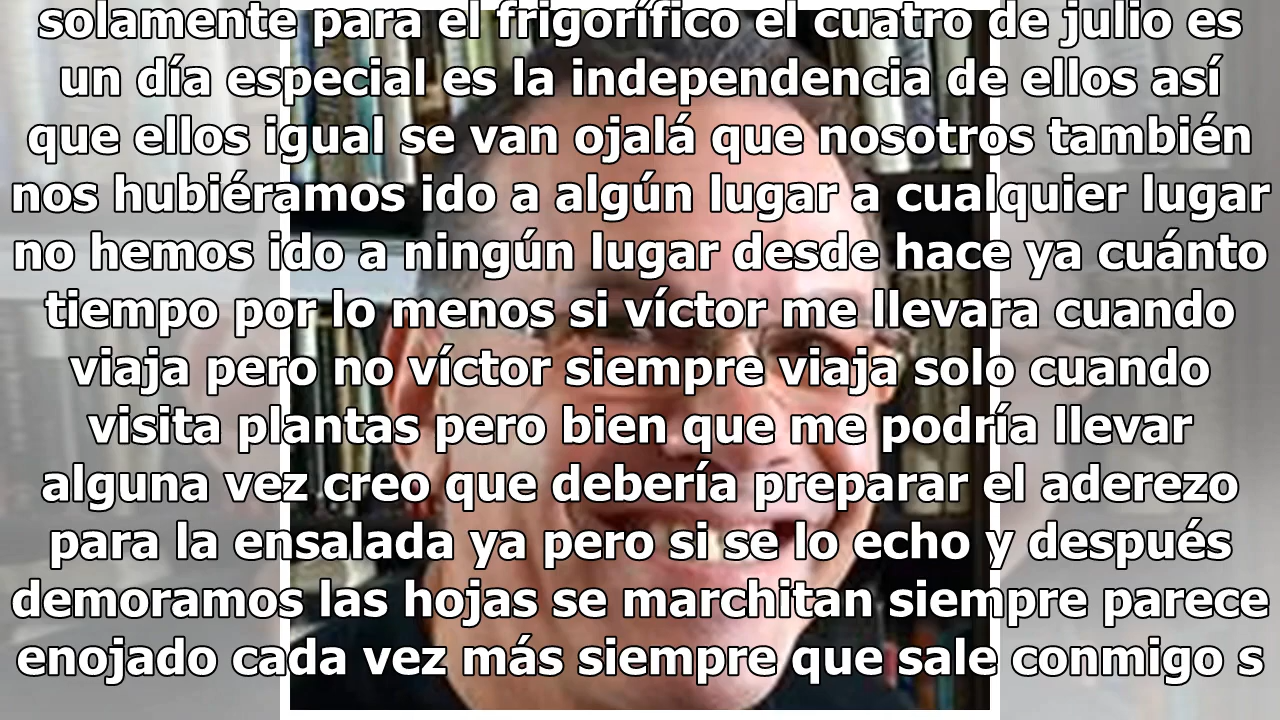 solamente para el frigorífico el cuatro de julio es
un día especial es la independencia de ellos así
que ellos igual se van ojalá que nosotros también
nos hubiéramos ido a algún lugar a cualquier lugar
no hemos ido a ningún lugar desde hace ya cuánto
tiempo por lo menos si víctor me llevara cuando
viaja pero no víctor siempre viaja solo cuando
visita plantas pero bien que me podría llevar
alguna vez creo que debería preparar el aderezo
para la ensalada ya pero si se lo echo y después
demoramos las hojas se marchitan siempre parece
enojado cada vez más siempre que sale conmigo s